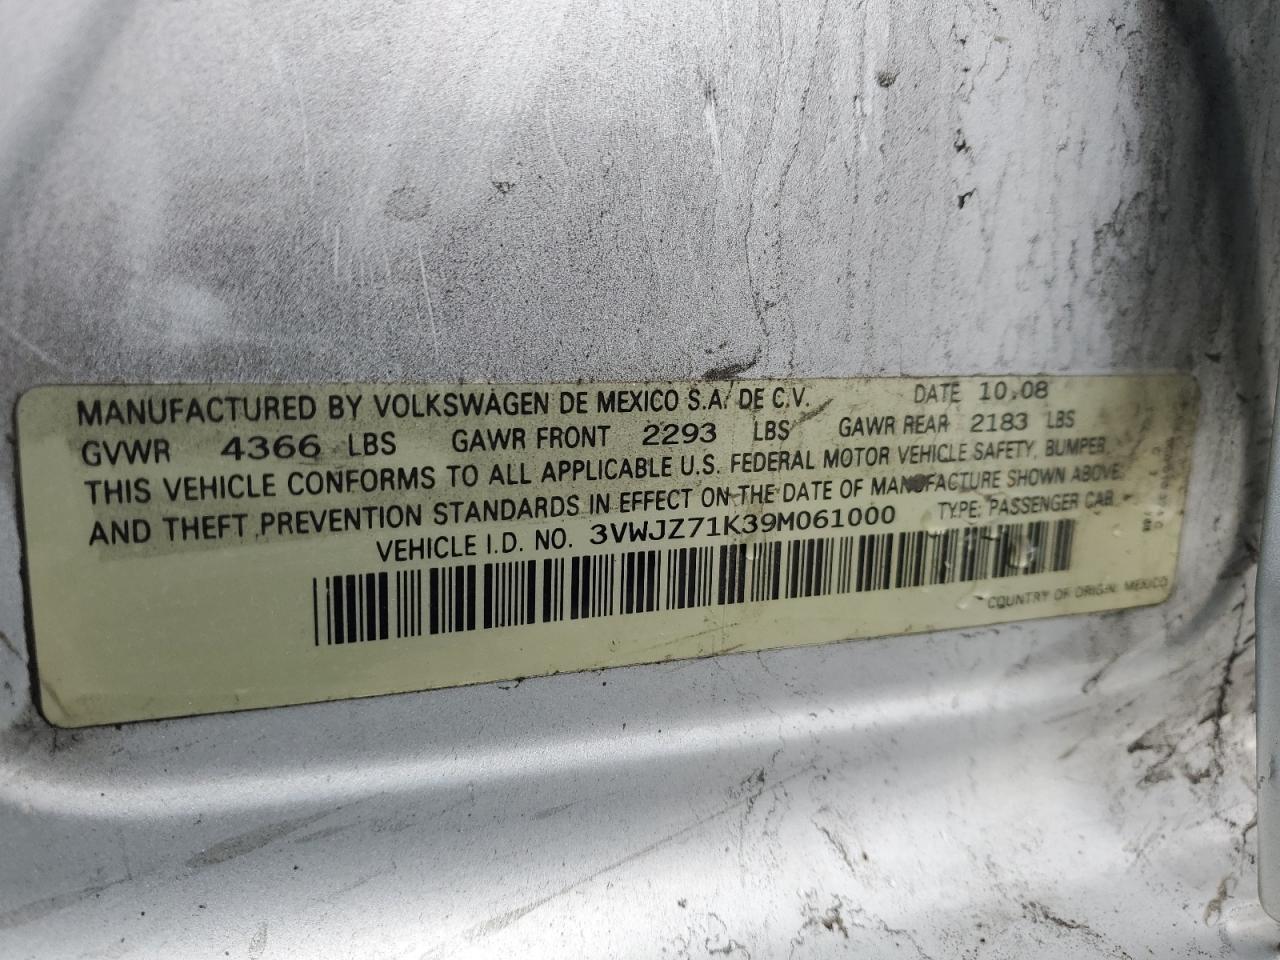 MANUFACTURED BY VOLKSWAGEN DE MEXICO S.A. DE C.V. DATE 10.08
GVWR 4366 LBS GAWR FRONT 2293 LBS GAWR REAR 2183 LBS
THIS VEHICLE CONFORMS TO ALL APPLICABLE U.S. FEDERAL MOTOR VEHICLE SAFETY, BUMPER,
AND THEFT PREVENTION STANDARDS IN EFFECT ON THE DATE OF MANUFACTURE SHOWN ABOVE.
VEHICLE I.D. NO. 3VWJZ71K39M061000 TYPE: PASSENGER CAR
COUNTRY OF ORIGIN: MEXICO